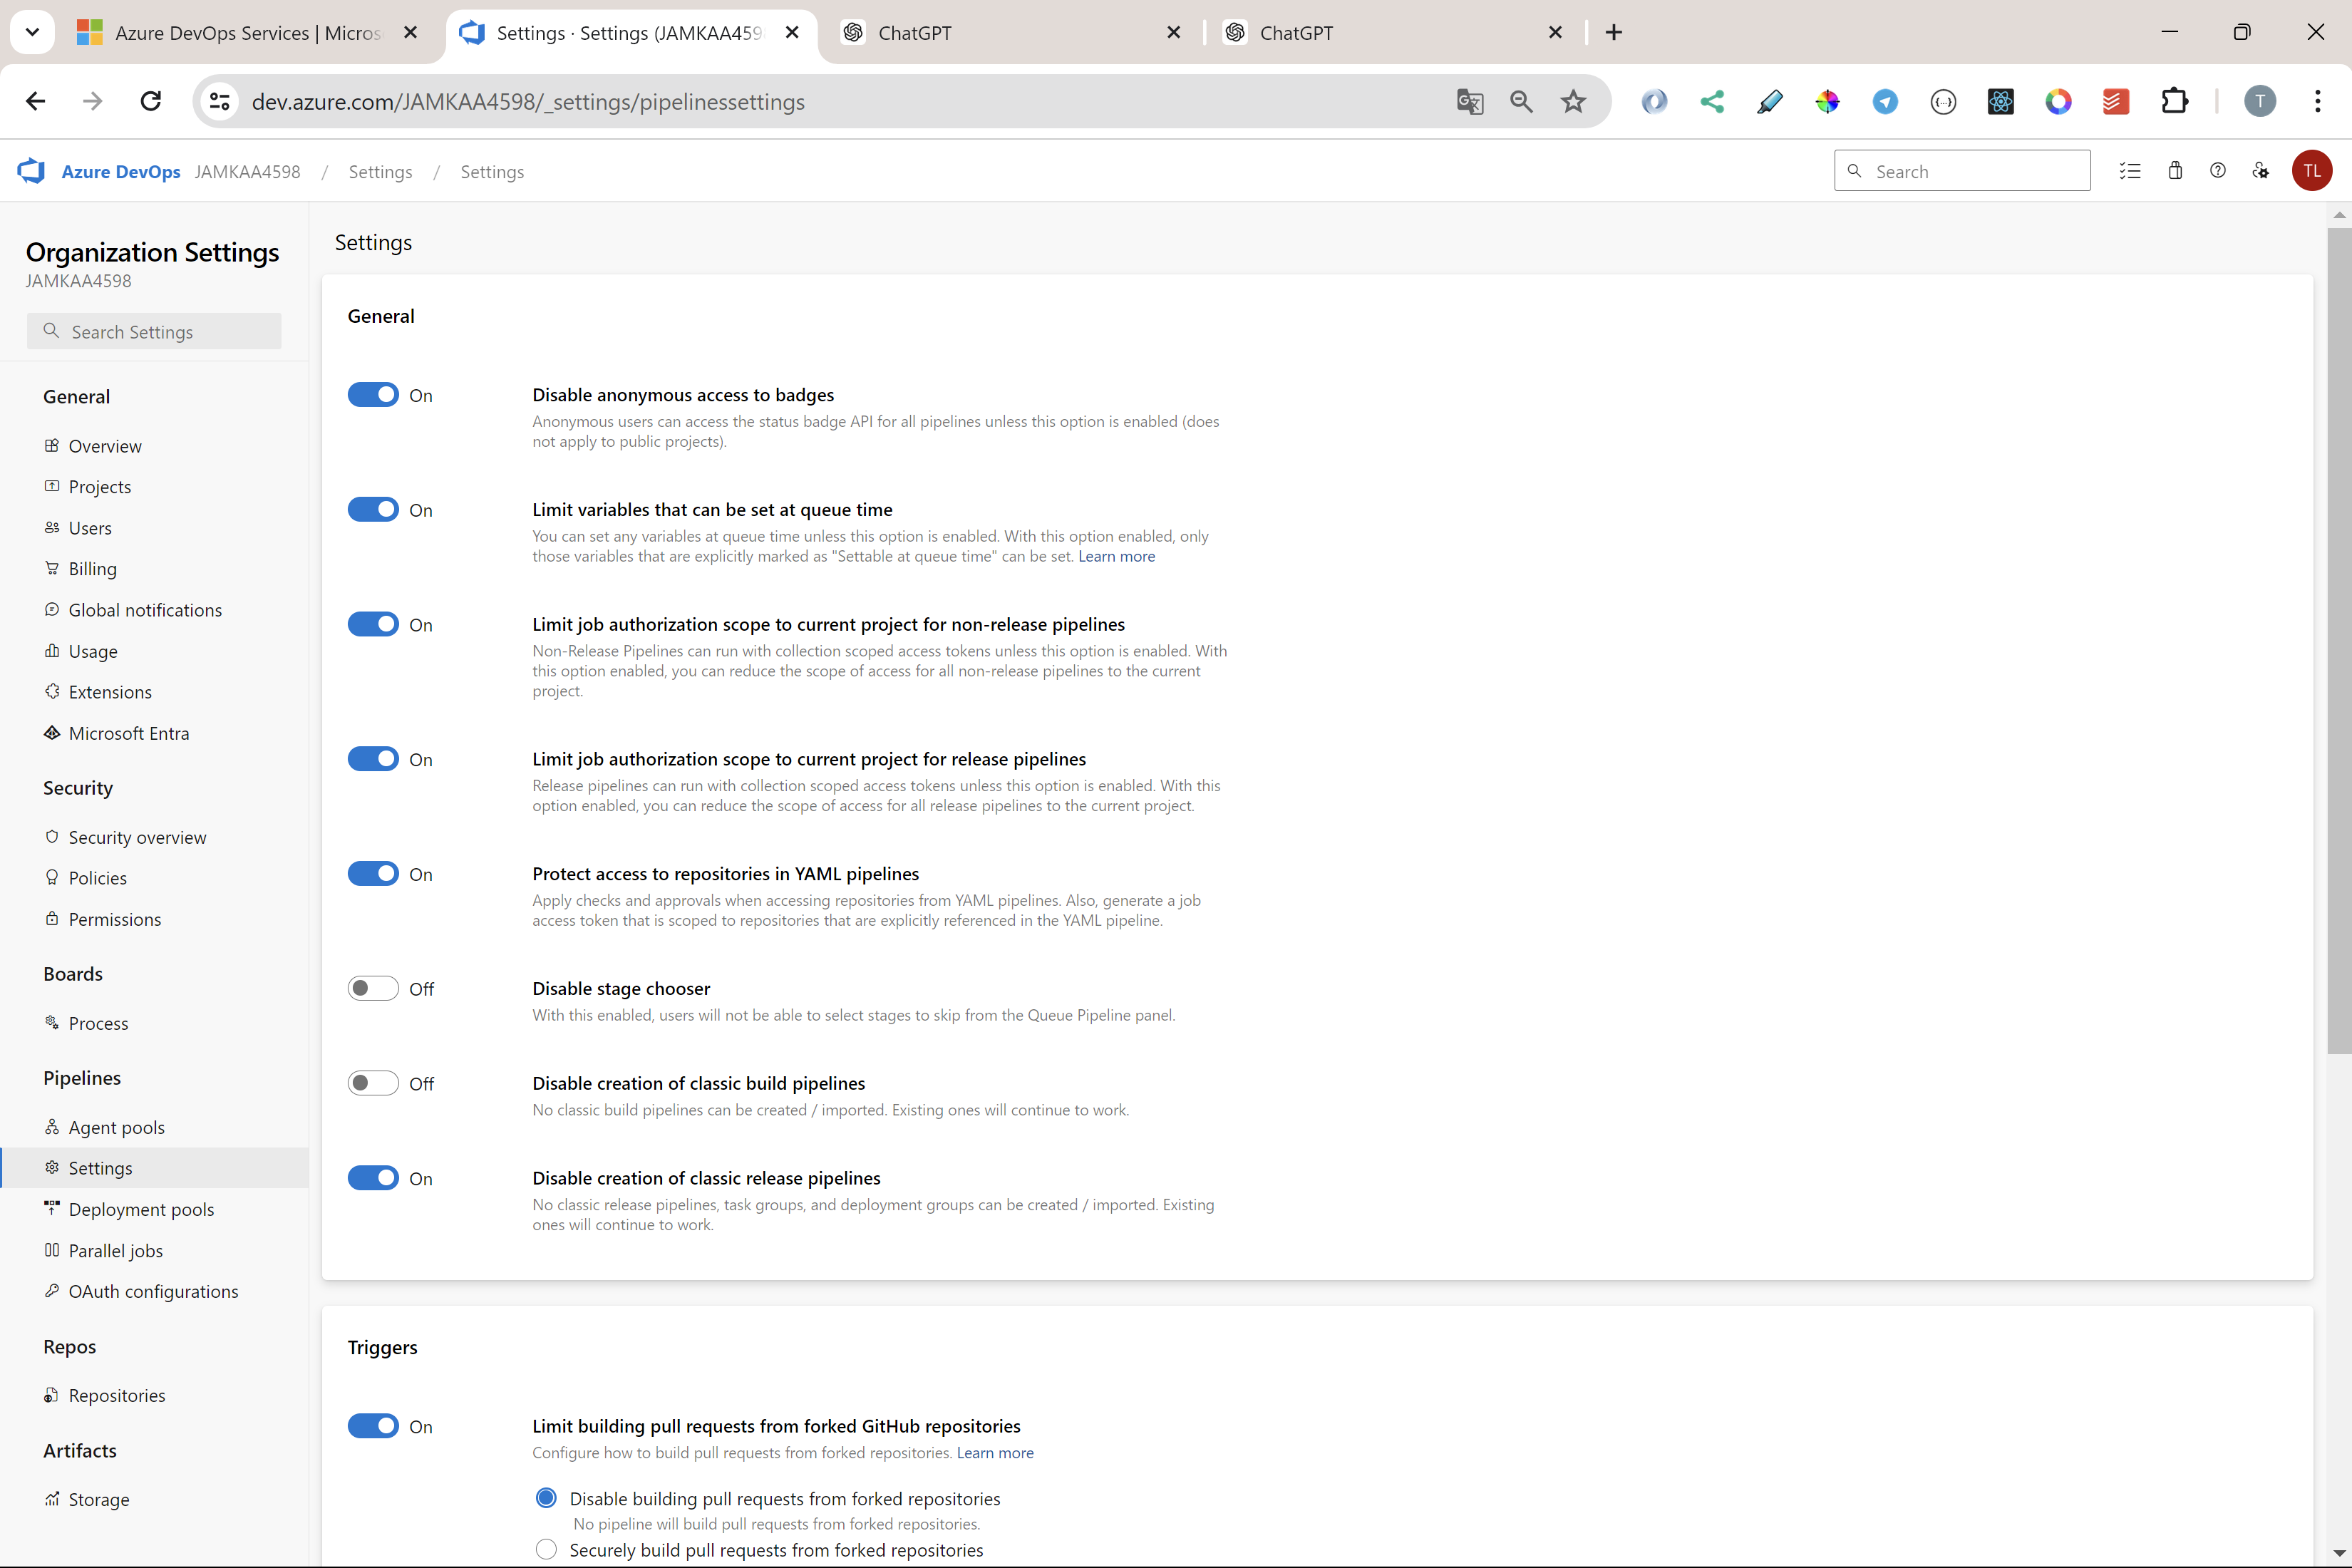 Azure DevOps Services | Micros
Settings · Settings (JAMKAA459
ChatGPT
ChatGPT
dev.azure.com/JAMKAA4598/_settings/pipelinessettings
T
Azure DevOps JAMKAA4598 / Settings / Settings
Search
TL
Organization Settings
JAMKAA4598
Search Settings
General
Overview
Projects
Users
Billing
Global notifications
Usage
Extensions
Microsoft Entra
Security
Security overview
Policies
Permissions
Boards
Process
Pipelines
Agent pools
Settings
Deployment pools
Parallel jobs
OAuth configurations
Repos
Repositories
Artifacts
Storage
Settings
General
On
Disable anonymous access to badges
Anonymous users can access the status badge API for all pipelines unless this option is enabled (does
not apply to public projects).
On
Limit variables that can be set at queue time
You can set any variables at queue time unless this option is enabled. With this option enabled, only
those variables that are explicitly marked as "Settable at queue time" can be set. Learn more
On
Limit job authorization scope to current project for non-release pipelines
Non-Release Pipelines can run with collection scoped access tokens unless this option is enabled. With
this option enabled, you can reduce the scope of access for all non-release pipelines to the current
project.
On
Limit job authorization scope to current project for release pipelines
Release pipelines can run with collection scoped access tokens unless this option is enabled. With this
option enabled, you can reduce the scope of access for all release pipelines to the current project.
On
Protect access to repositories in YAML pipelines
Apply checks and approvals when accessing repositories from YAML pipelines. Also, generate a job
access token that is scoped to repositories that are explicitly referenced in the YAML pipeline.
Off
Disable stage chooser
With this enabled, users will not be able to select stages to skip from the Queue Pipeline panel.
Off
Disable creation of classic build pipelines
No classic build pipelines can be created / imported. Existing ones will continue to work.
On
Disable creation of classic release pipelines
No classic release pipelines, task groups, and deployment groups can be created / imported. Existing
ones will continue to work.
Triggers
On
Limit building pull requests from forked GitHub repositories
Configure how to build pull requests from forked repositories. Learn more
Disable building pull requests from forked repositories
No pipeline will build pull requests from forked repositories.
Securely build pull requests from forked repositories